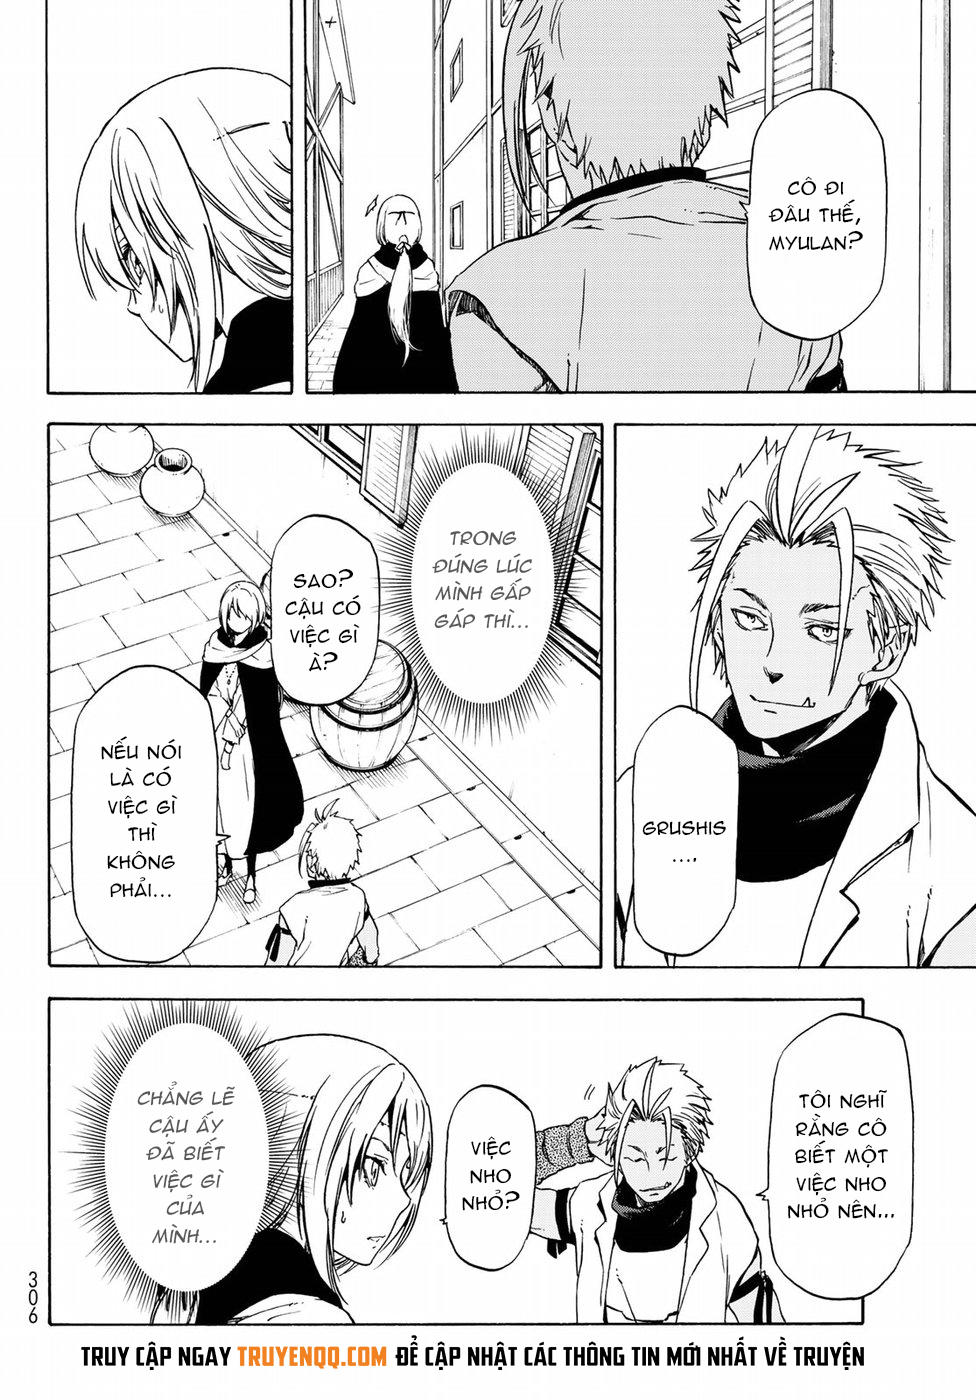 CÔ ĐI
ĐÂU THẾ,
MYULAN?
GRUSHIS
....
TRONG
ĐÚNG LÚC
MÌNH GẤP
GÁP THÌ...
SAO?
CẬU CÓ
VIỆC GÌ
À?
NẾU NÓI
LÀ CÓ
VIỆC GÌ
THÌ
KHÔNG
PHẢI...
TÔI NGHĨ
RẰNG CÔ
BIẾT MỘT
VIỆC NHO
NHỎ NÊN...
VIỆC
NHO
NHỎ?
CHẲNG LẼ
CẬU ẤY
ĐÃ BIẾT
VIỆC GÌ
CỦA
MÌNH...
306
TRUY CẬP NGAY TRUYENQQ.COM ĐỂ CẬP NHẬT CÁC THÔNG TIN MỚI NHẤT VỀ TRUYỆN